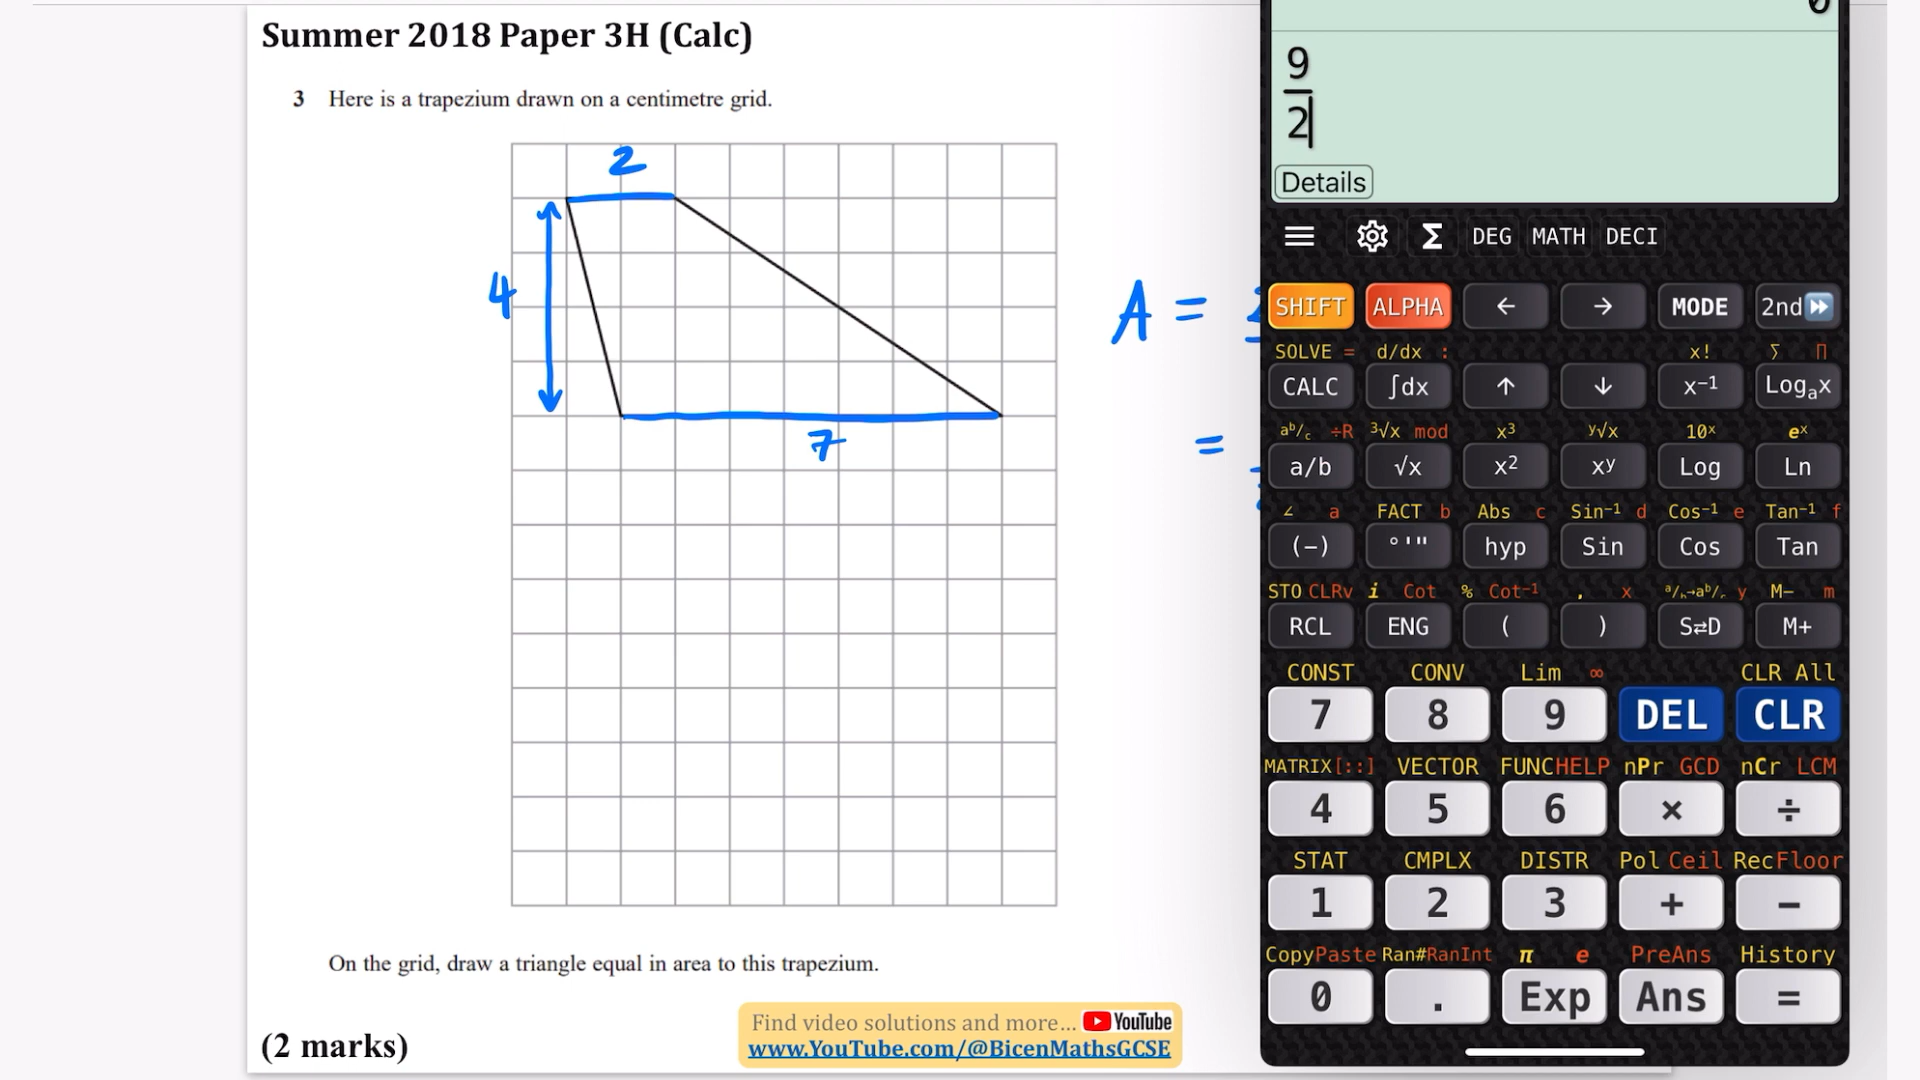 Summer 2018 Paper 3H (Calc)
3 Here is a trapezium drawn on a centimetre grid.
2
4
7
A =
=
On the grid, draw a triangle equal in area to this trapezium.
(2 marks)
Find video solutions and more... YouTube
www.YouTube.com/@BicenMathsGCSE
9
2
Details
DEG MATH DECI
SHIFT ALPHA ← → MODE 2nd
SOLVE = d/dx : x! ∑ ∏
CALC ∫dx ↑ ↓ x⁻¹ Logₐx
aᵇ/c ÷R ³√x mod x³ ʸ√x 10ˣ eˣ
a/b √x x² xʸ Log Ln
∠ a FACT b Abs c Sin⁻¹ d Cos⁻¹ e Tan⁻¹ f
(−) °'" hyp Sin Cos Tan
STO CLRv i Cot % Cot⁻¹ , x y M− m
RCL ENG ( ) S⇄D M+
CONST CONV Lim ∞ CLR All
7 8 9 DEL CLR
MATRIX[::] VECTOR FUNC HELP nPr GCD nCr LCM
4 5 6 × ÷
STAT CMPLX DISTR Pol Ceil Rec Floor
1 2 3 + −
Copy Paste Ran# RanInt π e PreAns History
0 . Exp Ans =